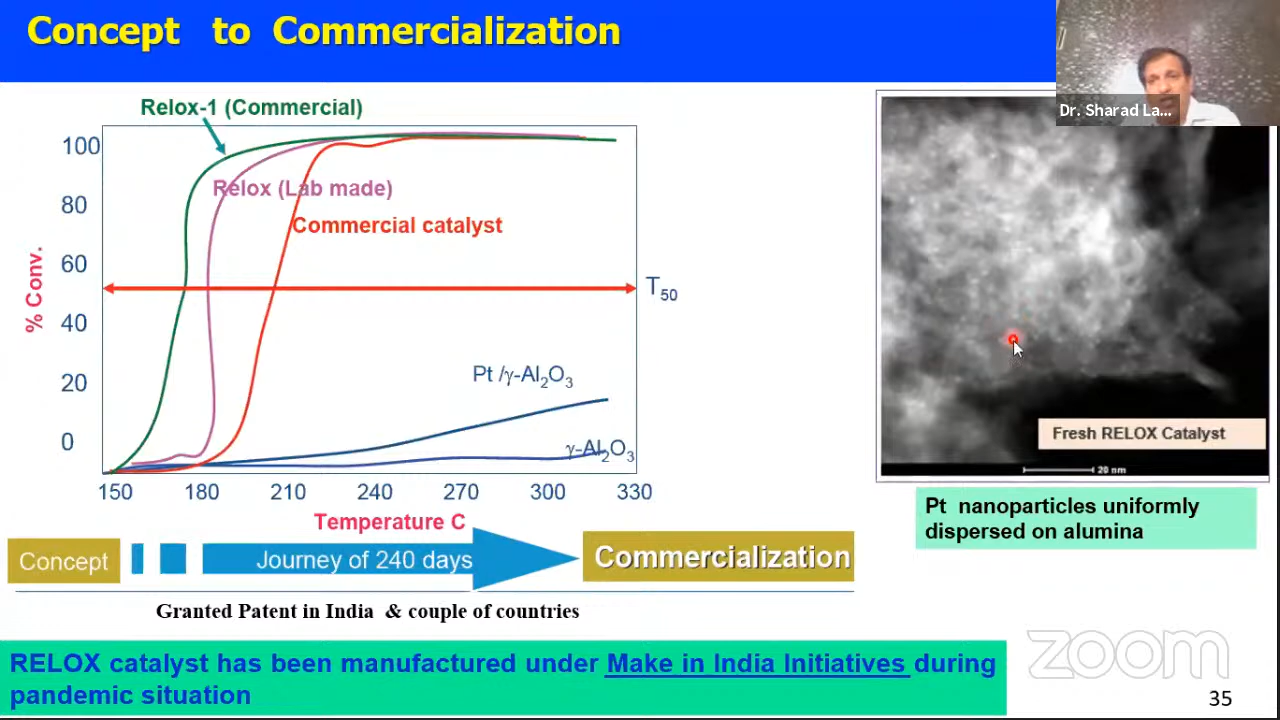 Concept to Commercialization
Dr. Sharad La...
Relox-1 (Commercial)
Relox (Lab made)
Commercial catalyst
% Conv.
100
80
60
40
20
0
T50
Pt /γ-Al2O3
γ-Al2O3
150 180 210 240 270 300 330
Temperature C
Fresh RELOX Catalyst
20 nm
Pt nanoparticles uniformly
dispersed on alumina
Concept
Journey of 240 days
Commercialization
Granted Patent in India & couple of countries
RELOX catalyst has been manufactured under Make in India Initiatives during
pandemic situation
zoom
35